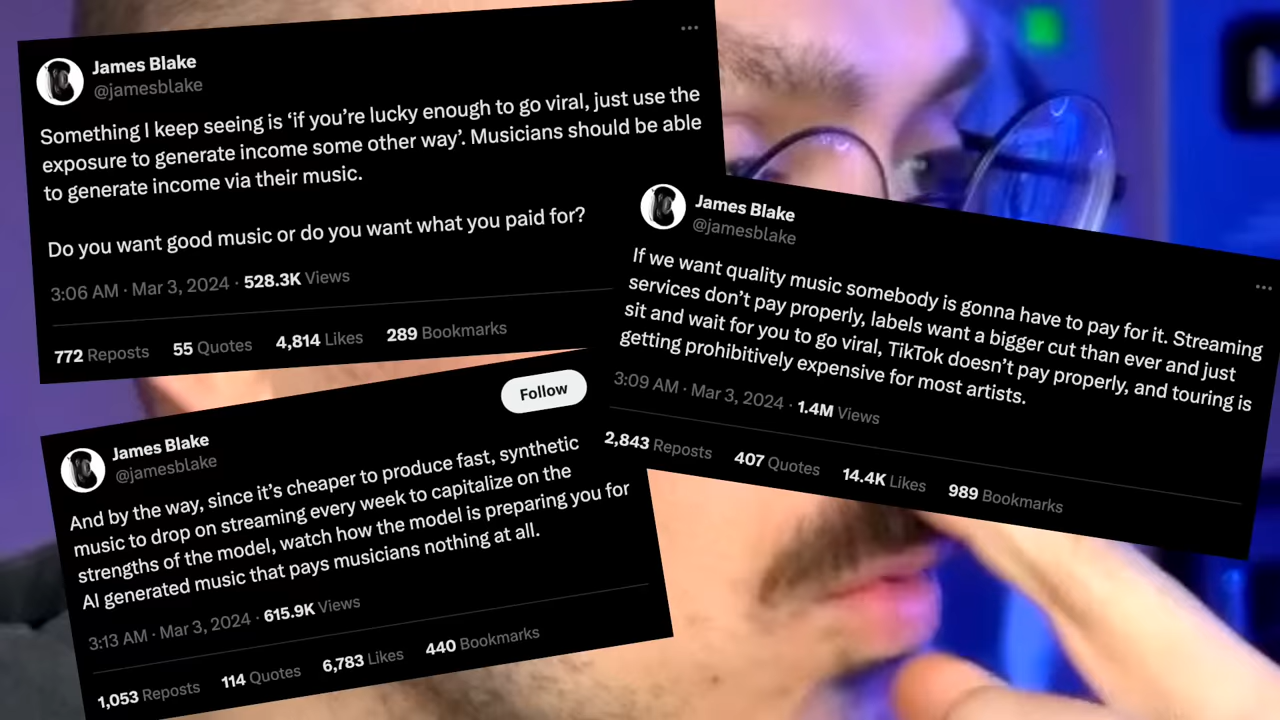 James Blake
@jamesblake
Something I keep seeing is ‘if you’re lucky enough to go viral, just use the
exposure to generate income some other way’. Musicians should be able
to generate income via their music.
Do you want good music or do you want what you paid for?
3:06 AM · Mar 3, 2024 · 528.3K Views
772 Reposts 55 Quotes 4,814 Likes 289 Bookmarks
James Blake
@jamesblake
If we want quality music somebody is gonna have to pay for it. Streaming
services don’t pay properly, labels want a bigger cut than ever and just
sit and wait for you to go viral, TikTok doesn’t pay properly, and touring is
getting prohibitively expensive for most artists.
3:09 AM · Mar 3, 2024 · 1.4M Views
2,843 Reposts 407 Quotes 14.4K Likes 989 Bookmarks
Follow
James Blake
@jamesblake
And by the way, since it’s cheaper to produce fast, synthetic
music to drop on streaming every week to capitalize on the
strengths of the model, watch how the model is preparing you for
AI generated music that pays musicians nothing at all.
3:13 AM · Mar 3, 2024 · 615.9K Views
1,053 Reposts 114 Quotes 6,783 Likes 440 Bookmarks